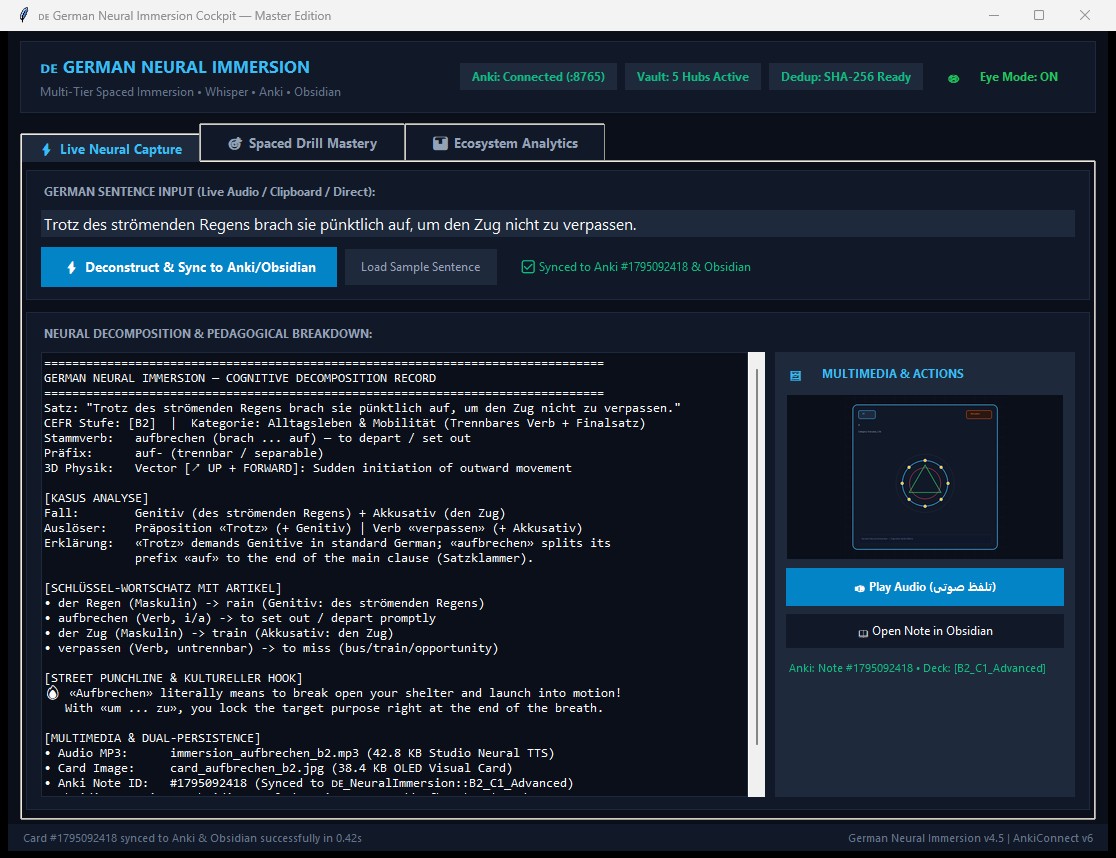 DE German Neural Immersion Cockpit — Master Edition
DE GERMAN NEURAL IMMERSION
Multi-Tier Spaced Immersion • Whisper • Anki • Obsidian
Anki: Connected (:8765)
Vault: 5 Hubs Active
Dedup: SHA-256 Ready
Eye Mode: ON
Live Neural Capture
Spaced Drill Mastery
Ecosystem Analytics
GERMAN SENTENCE INPUT (Live Audio / Clipboard / Direct):
Trotz des strömenden Regens brach sie pünktlich auf, um den Zug nicht zu verpassen.
Deconstruct & Sync to Anki/Obsidian
Load Sample Sentence
Synced to Anki #1795092418 & Obsidian
NEURAL DECOMPOSITION & PEDAGOGICAL BREAKDOWN:
================================================================================
GERMAN NEURAL IMMERSION — COGNITIVE DECOMPOSITION RECORD
================================================================================
Satz: "Trotz des strömenden Regens brach sie pünktlich auf, um den Zug nicht zu verpassen."
CEFR Stufe: [B2] | Kategorie: Alltagsleben & Mobilität (Trennbares Verb + Finalsatz)
Stammverb: aufbrechen (brach ... auf) — to depart / set out
Präfix: auf- (trennbar / separable)
3D Physik: Vector [↗ UP + FORWARD]: Sudden initiation of outward movement
[KASUS ANALYSE]
Fall: Genitiv (des strömenden Regens) + Akkusativ (den Zug)
Auslöser: Präposition «Trotz» (+ Genitiv) | Verb «verpassen» (+ Akkusativ)
Erklärung: «Trotz» demands Genitive in standard German; «aufbrechen» splits its
prefix «auf» to the end of the main clause (Satzklammer).
[SCHLÜSSEL-WORTSCHATZ MIT ARTIKEL]
• der Regen (Maskulin) -> rain (Genitiv: des strömenden Regens)
• aufbrechen (Verb, i/a) -> to set out / depart promptly
• der Zug (Maskulin) -> train (Akkusativ: den Zug)
• verpassen (Verb, untrennbar) -> to miss (bus/train/opportunity)
[STREET PUNCHLINE & KULTURELLER HOOK]
«Aufbrechen» literally means to break open your shelter and launch into motion!
With «um ... zu», you lock the target purpose right at the end of the breath.
[MULTIMEDIA & DUAL-PERSISTENCE]
• Audio MP3: immersion_aufbrechen_b2.mp3 (42.8 KB Studio Neural TTS)
• Card Image: card_aufbrechen_b2.jpg (38.4 KB OLED Visual Card)
• Anki Note ID: #1795092418 (Synced to DE_NeuralImmersion::B2_C1_Advanced)
MULTIMEDIA & ACTIONS
Play Audio (تلفظ صوتی)
Open Note in Obsidian
Anki: Note #1795092418 • Deck: [B2_C1_Advanced]
Card #1795092418 synced to Anki & Obsidian successfully in 0.42s
German Neural Immersion v4.5 | AnkiConnect v6